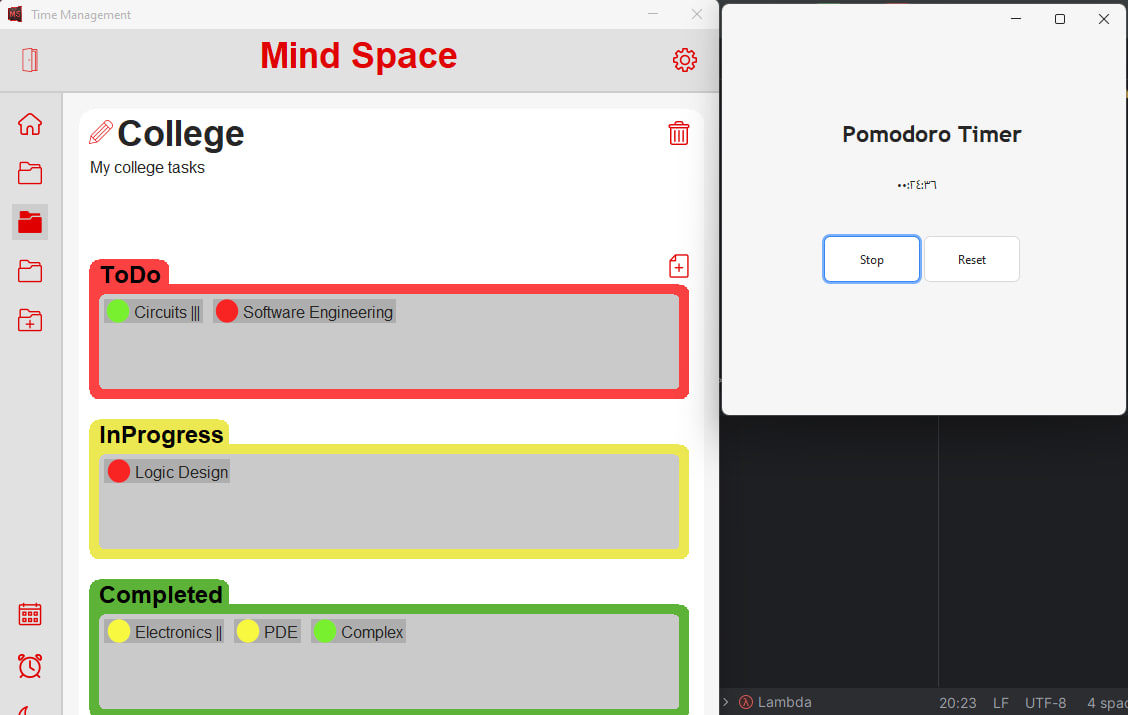 Time Management
Mind Space
College
My college tasks
ToDo
Circuits ||| Software Engineering
InProgress
Logic Design
Completed
Electronics || PDE Complex
Pomodoro Timer
٠٠:٢٤:٣٦
Stop Reset
Lambda 20:23 LF UTF-8 4 spac